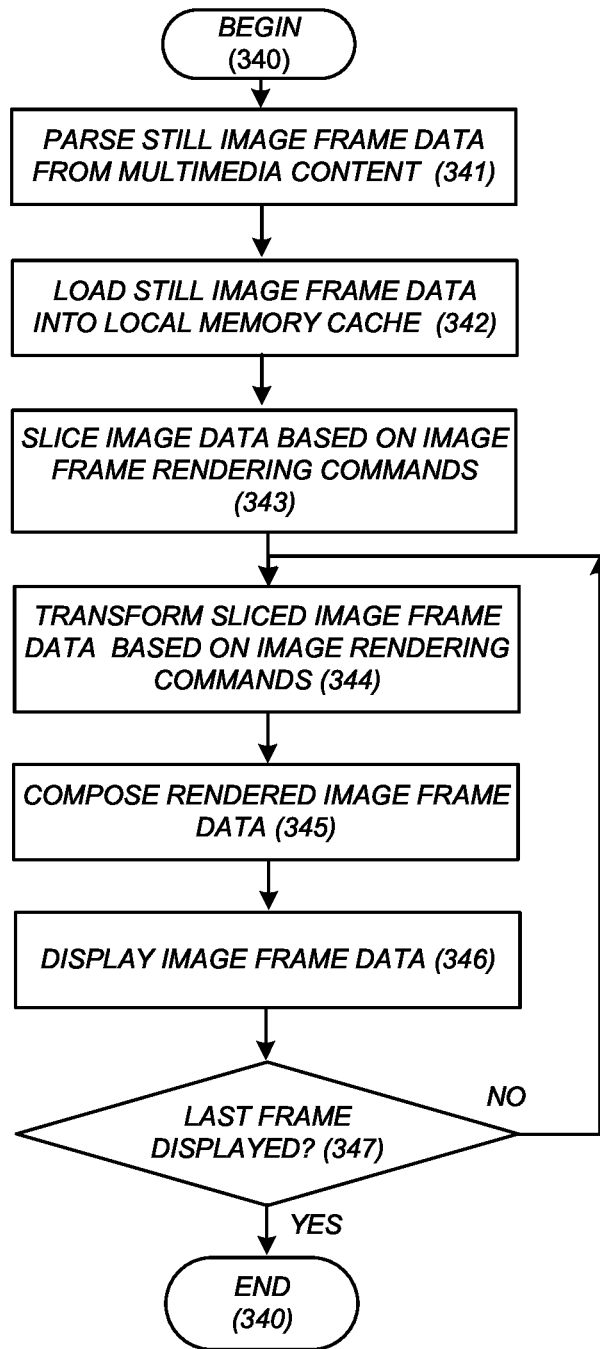 BEGIN
(340)
PARSE STILL IMAGE FRAME DATA
FROM MULTIMEDIA CONTENT (341)
LOAD STILL IMAGE FRAME DATA
INTO LOCAL MEMORY CACHE (342)
SLICE IMAGE DATA BASED ON IMAGE
FRAME RENDERING COMMANDS
(343)
TRANSFORM SLICED IMAGE FRAME
DATA BASED ON IMAGE RENDERING
COMMANDS (344)
COMPOSE RENDERED IMAGE FRAME
DATA (345)
DISPLAY IMAGE FRAME DATA (346)
LAST FRAME
DISPLAYED? (347)
NO
YES
END
(340)